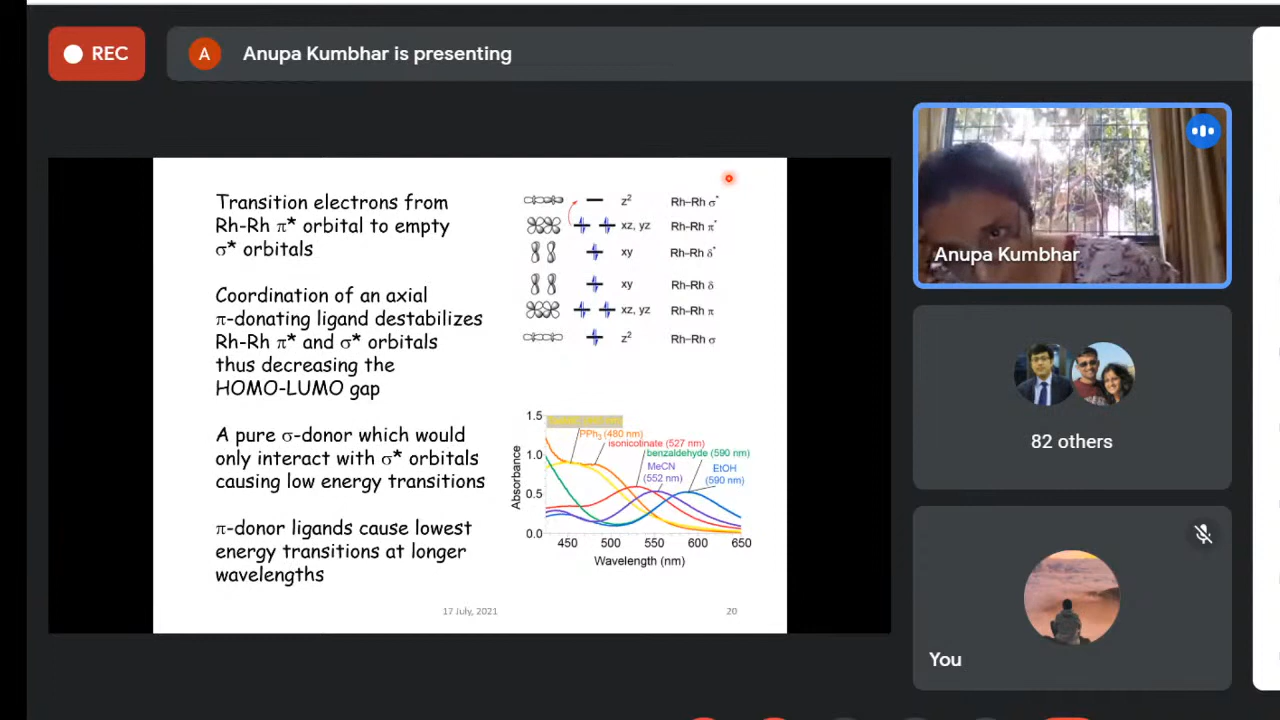 REC
A
Anupa Kumbhar is presenting
Transition electrons from
Rh-Rh π* orbital to empty
σ* orbitals
Coordination of an axial
π-donating ligand destabilizes
Rh-Rh π* and σ* orbitals
thus decreasing the
HOMO-LUMO gap
A pure σ-donor which would
only interact with σ* orbitals
causing low energy transitions
π-donor ligands cause lowest
energy transitions at longer
wavelengths
z² Rh–Rh σ*
xz, yz Rh–Rh π*
xy Rh–Rh δ*
xy Rh–Rh δ
xz, yz Rh–Rh π
z² Rh–Rh σ
1.5
1.0
0.5
0.0
Absorbance
PPh₃ (480 nm)
isonicotinate (527 nm)
benzaldehyde (590 nm)
MeCN
(552 nm)
EtOH
(590 nm)
450 500 550 600 650
Wavelength (nm)
17 July, 2021
20
Anupa Kumbhar
82 others
You